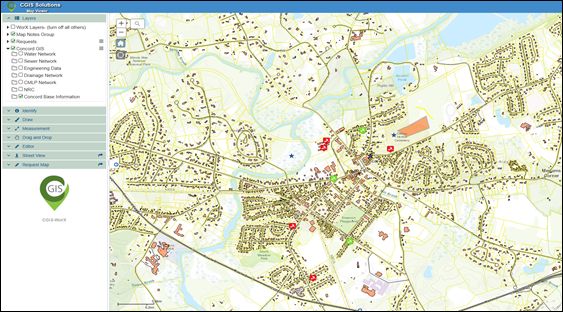 CGIS Solutions
Map Viewer
Layers
WorX Layers- (turn off all others)
Map Notes Group
Requests
Concord GIS
Water Network
Sewer Network
Engineering Data
Drainage Network
CMLP Network
NRC
Concord Base Information
Identify
Draw
Measurement
Drag and Drop
Editor
Street View
Request Map
GIS
CGIS WorX